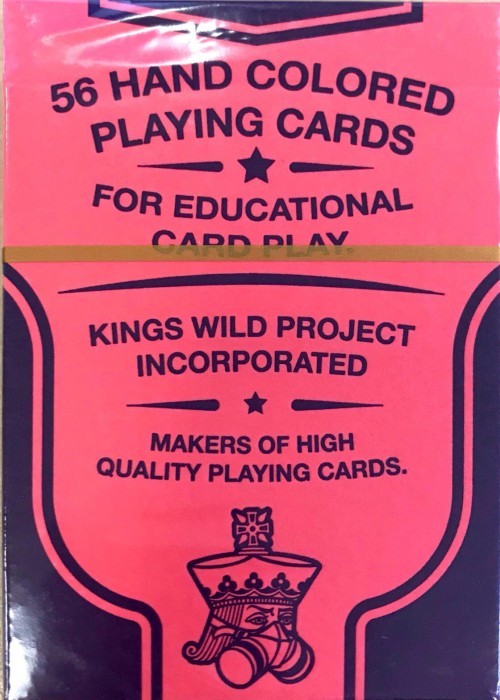 56 HAND COLORED
PLAYING CARDS
FOR EDUCATIONAL
CARD PLAY.
KINGS WILD PROJECT
INCORPORATED
MAKERS OF HIGH
QUALITY PLAYING CARDS.